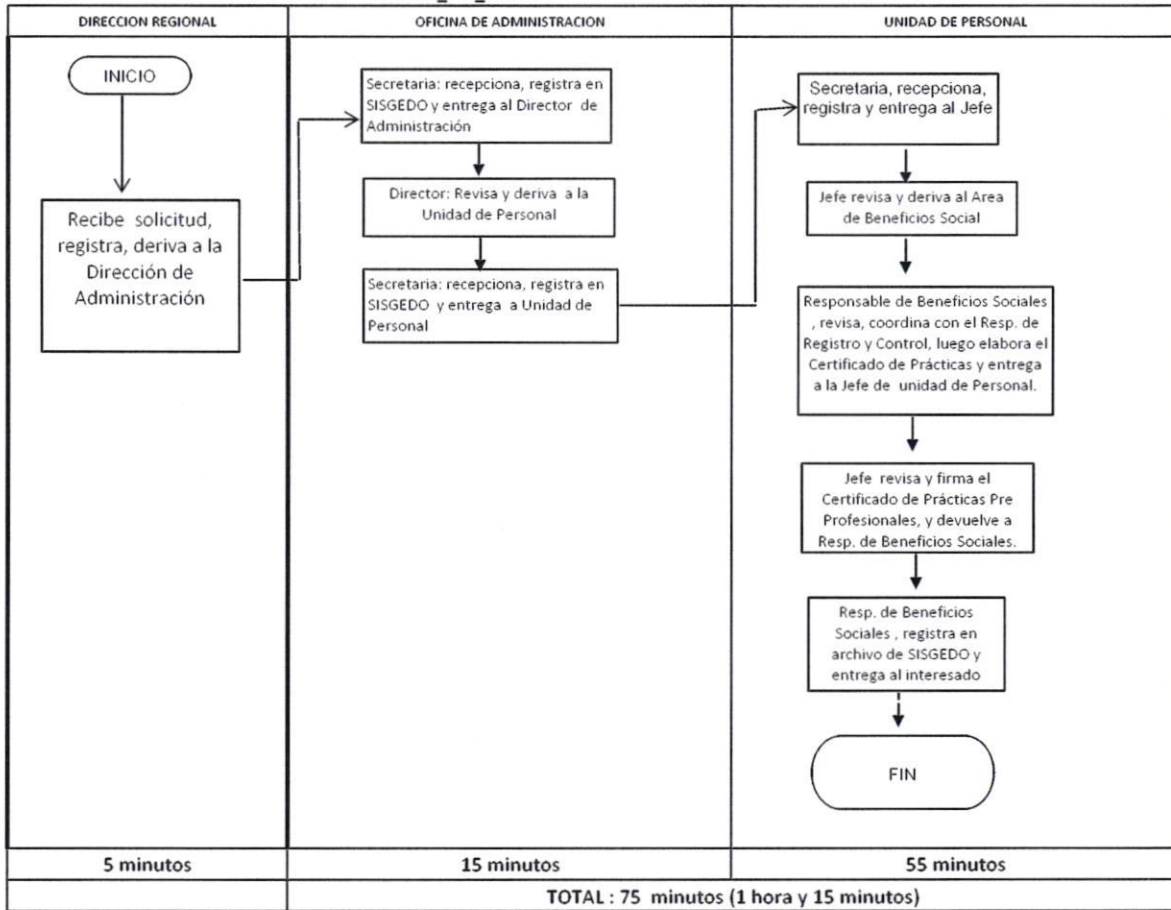 DIRECCION REGIONAL
OFICINA DE ADMINISTRACION
UNIDAD DE PERSONAL
INICIO
Recibe solicitud,
registra, deriva a la
Dirección de
Administración
Secretaria: recepciona, registra en
SISGEDO y entrega al Director de
Administración
Director: Revisa y deriva a la
Unidad de Personal
Secretaria: recepciona, registra en
SISGEDO y entrega a Unidad de
Personal
Secretaria, recepciona,
registra y entrega al Jefe
Jefe revisa y deriva al Area
de Beneficios Social
Responsable de Beneficios Sociales
, revisa, coordina con el Resp. de
Registro y Control, luego elabora el
Certificado de Prácticas y entrega
a la Jefe de unidad de Personal.
Jefe revisa y firma el
Certificado de Prácticas Pre
Profesionales, y devuelve a
Resp. de Beneficios Sociales.
Resp. de Beneficios
Sociales , registra en
archivo de SISGEDO y
entrega al interesado
FIN
5 minutos
15 minutos
55 minutos
TOTAL : 75 minutos (1 hora y 15 minutos)